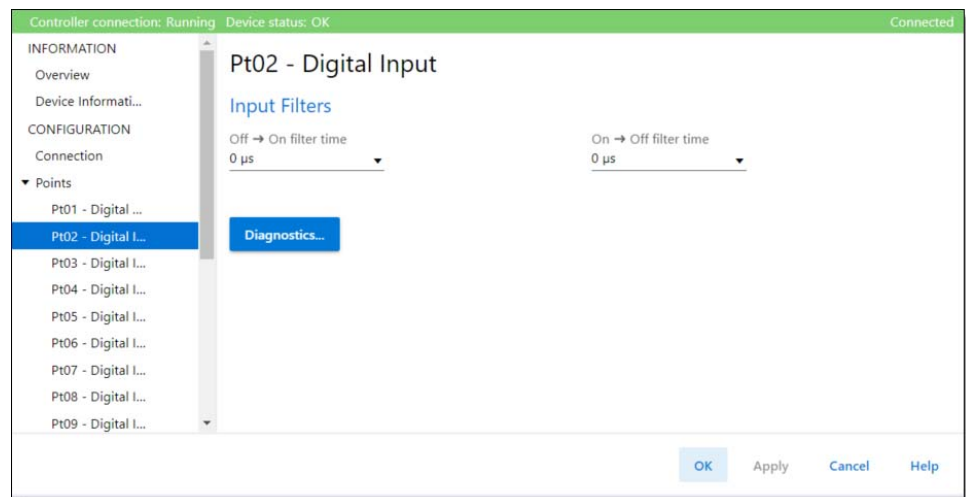 Controller connection: Running Device status: OK Connected
INFORMATION
Overview
Device Informati...
CONFIGURATION
Connection
Points
Pt01 - Digital ...
Pt02 - Digital I...
Pt03 - Digital I...
Pt04 - Digital I...
Pt05 - Digital I...
Pt06 - Digital I...
Pt07 - Digital I...
Pt08 - Digital I...
Pt09 - Digital I...
Pt02 - Digital Input
Input Filters
Off → On filter time On → Off filter time
0 µs 0 µs
Diagnostics...
OK Apply Cancel Help